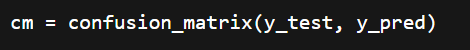 cm = confusion_matrix(y_test, y_pred)